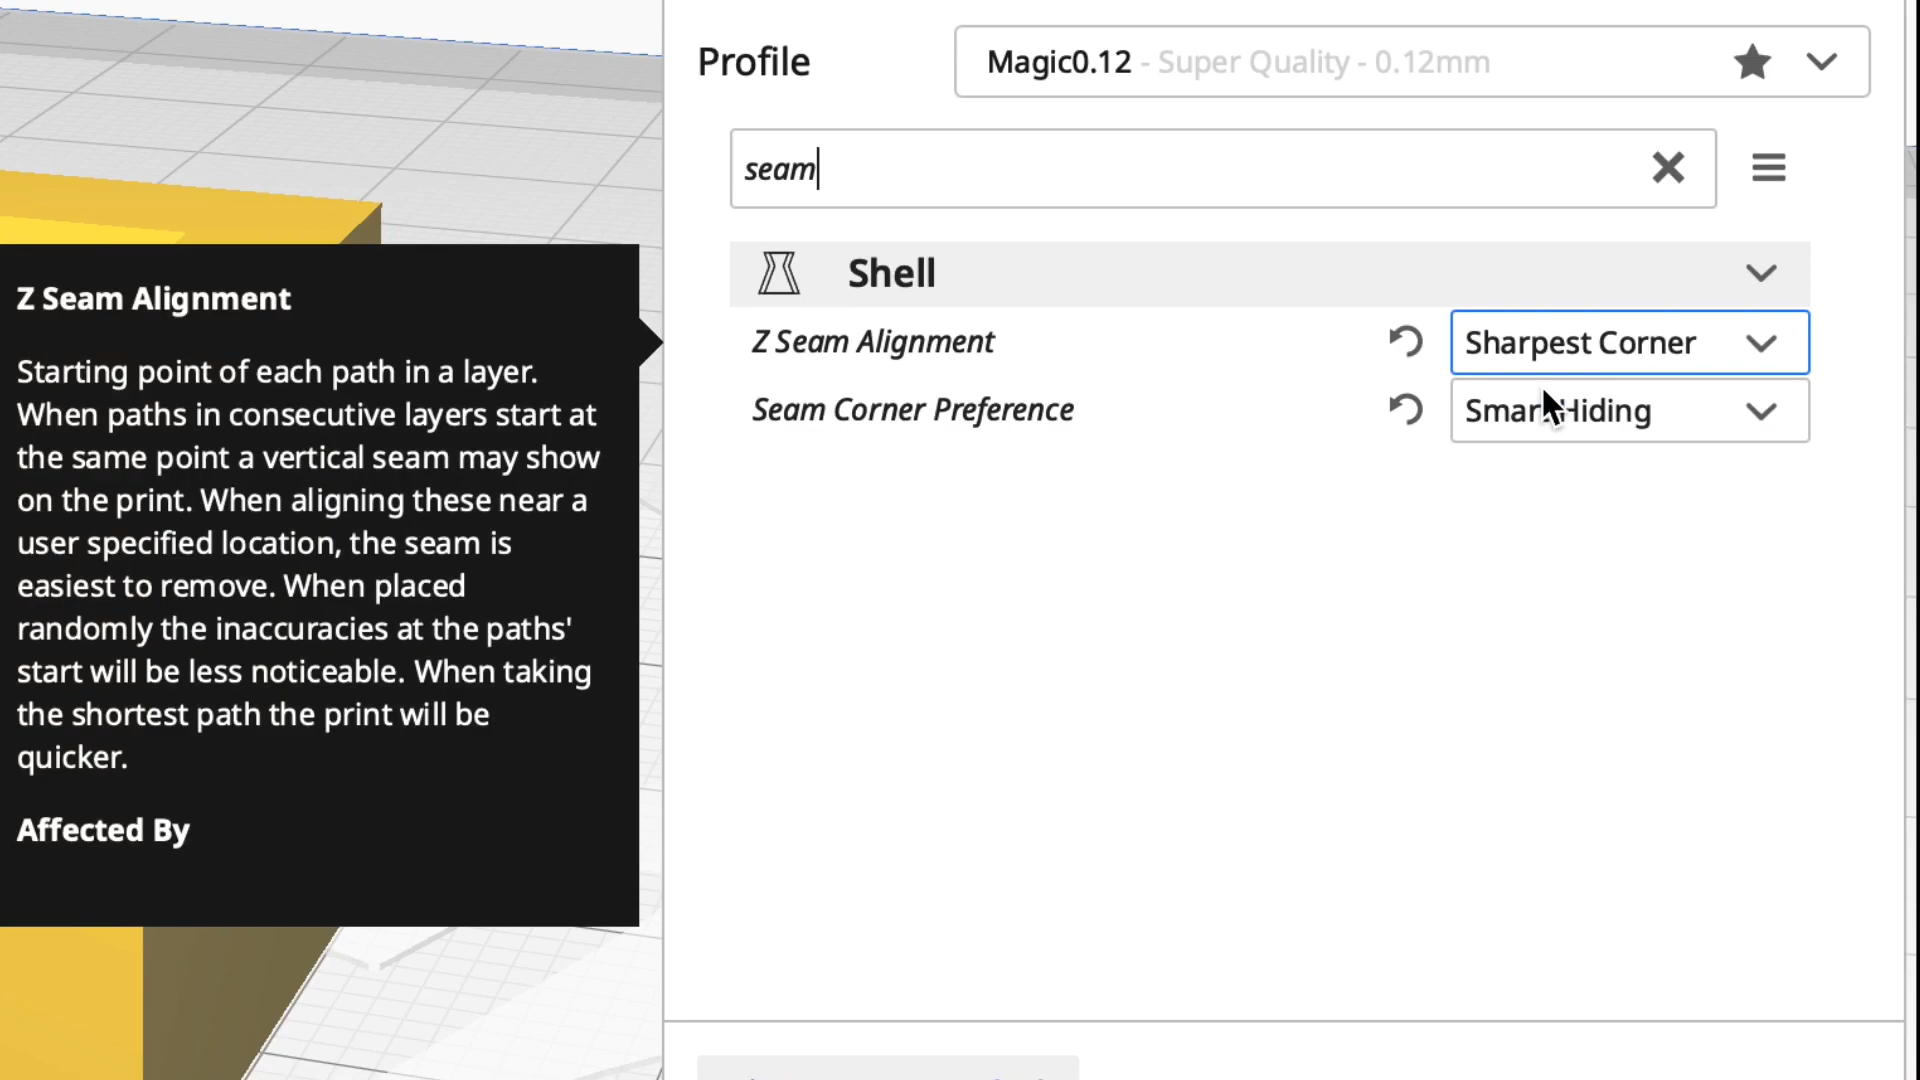 Profile
Magic0.12 - Super Quality - 0.12mm
seam
Shell
Z Seam Alignment
Sharpest Corner
Seam Corner Preference
Smart Hiding
Z Seam Alignment
Starting point of each path in a layer.
When paths in consecutive layers start at
the same point a vertical seam may show
on the print. When aligning these near a
user specified location, the seam is
easiest to remove. When placed
randomly the inaccuracies at the paths'
start will be less noticeable. When taking
the shortest path the print will be
quicker.
Affected By